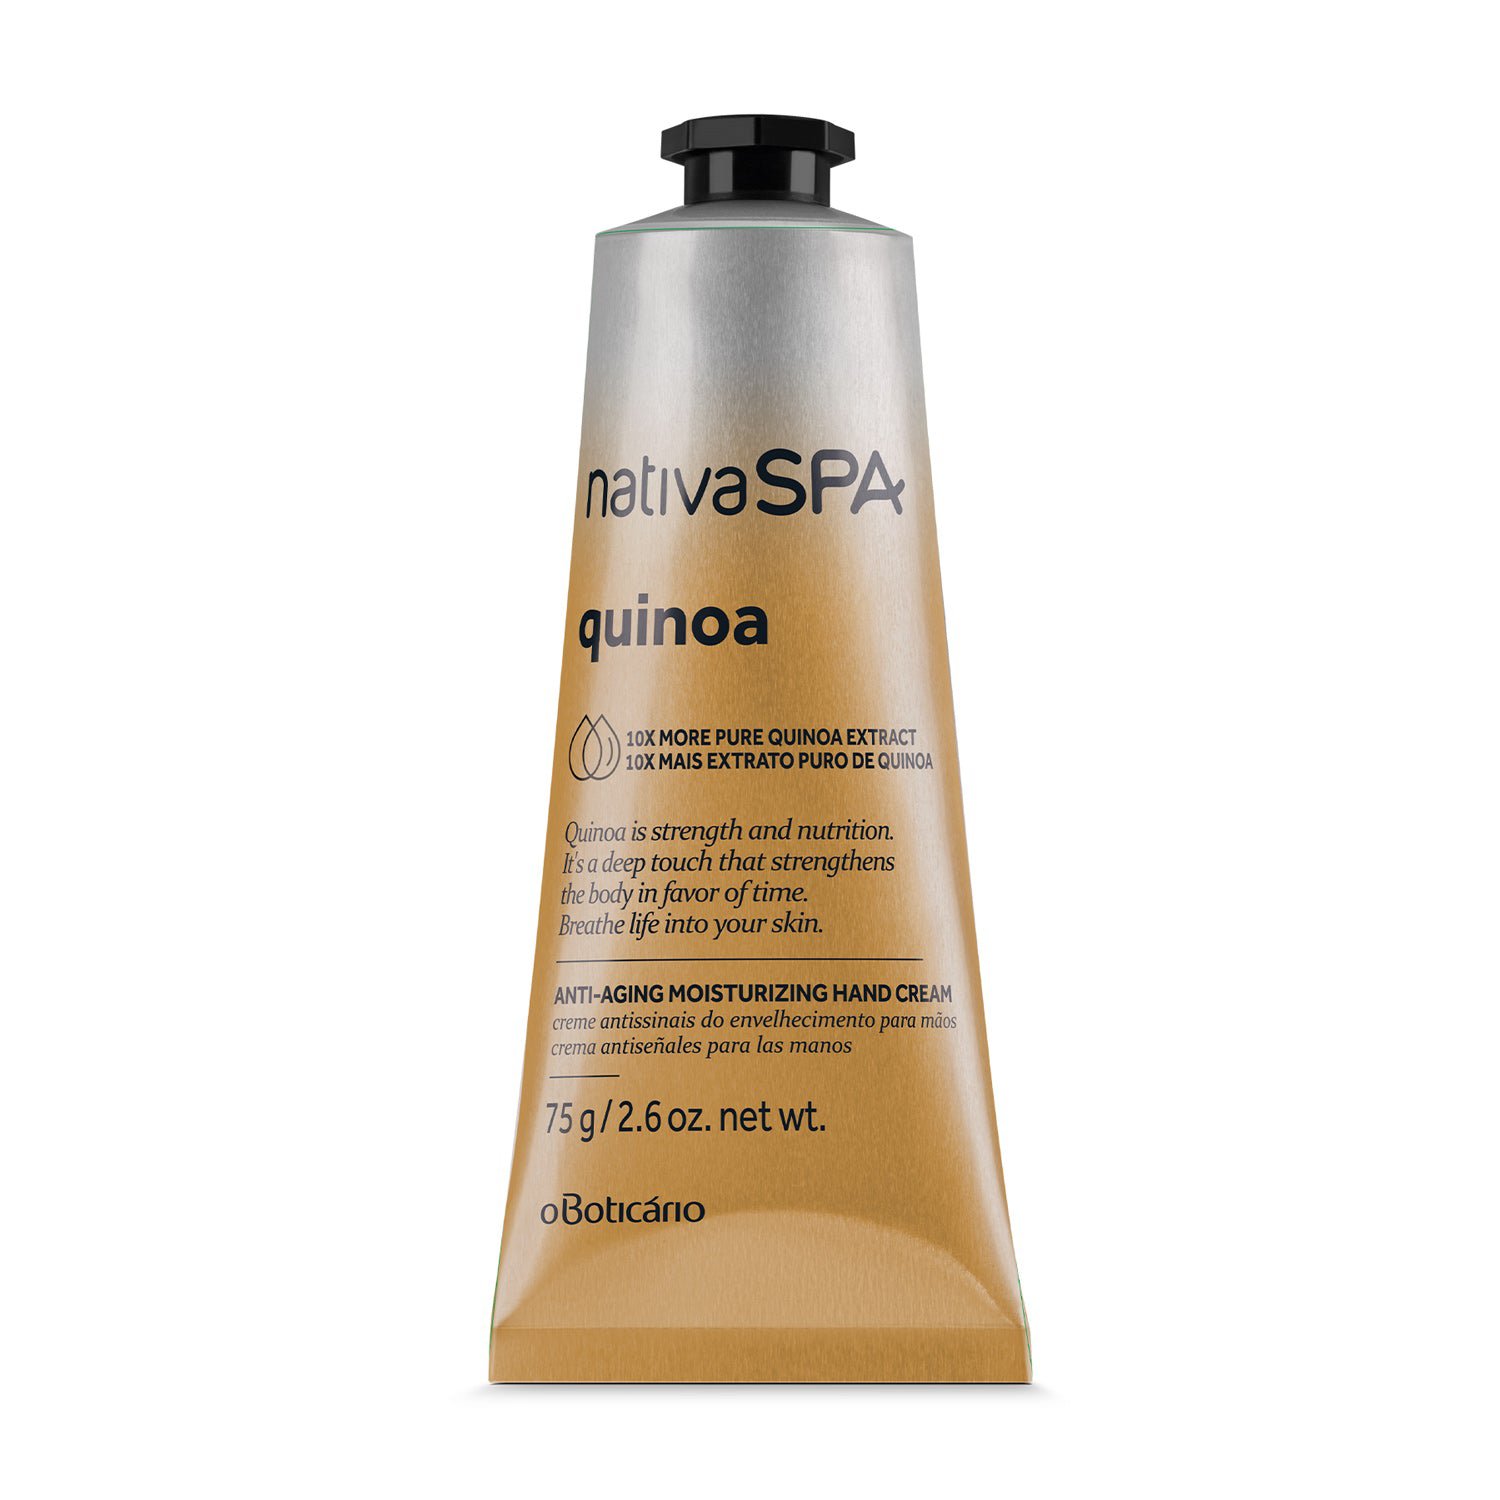 nativaSPA
quinoa
10X MORE PURE QUINOA EXTRACT
10X MAIS EXTRATO PURO DE QUINOA
Quinoa is strength and nutrition.
It's a deep touch that strengthens
the body in favor of time.
Breathe life into your skin.
ANTI-AGING MOISTURIZING HAND CREAM
creme antissinais do envelhecimento para mãos
crema antiseñales para las manos
75 g / 2.6 oz. net wt.
oBoticário